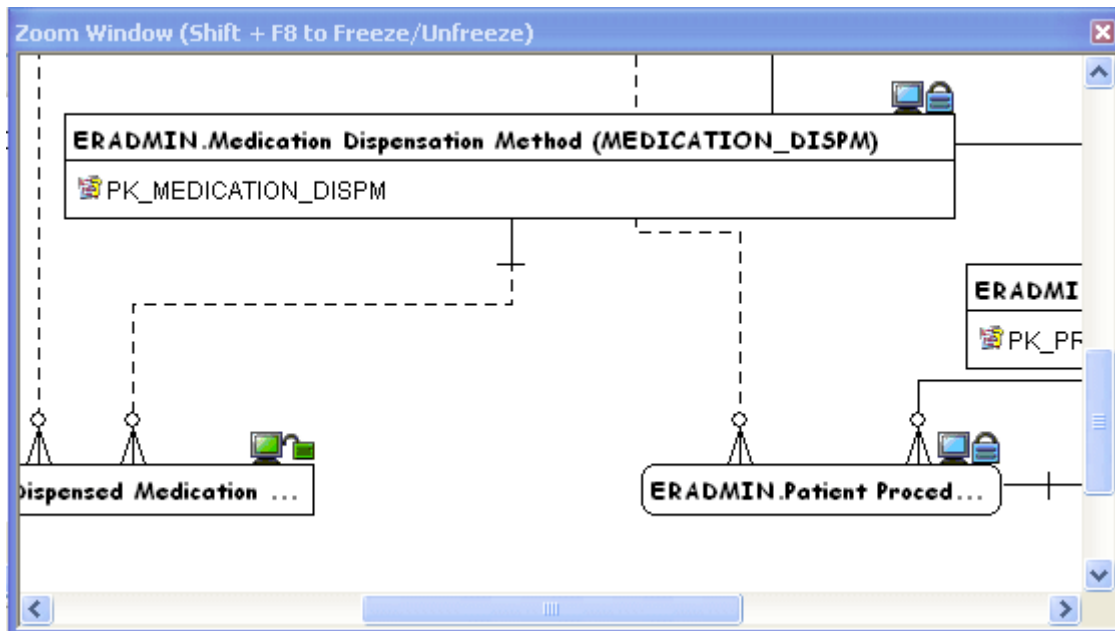 Zoom Window (Shift + F8 to Freeze/Unfreeze)
ERADMIN.Medication Dispensation Method (MEDICATION_DISPM)
PK_MEDICATION_DISPM
ERADMI
PK_PR
Dispensed Medication ...
ERADMIN.Patient Proced...